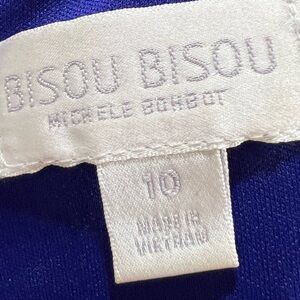 BISOU BISOU
MICHELE BOHBOT
10
MADE IN
VIETNAM